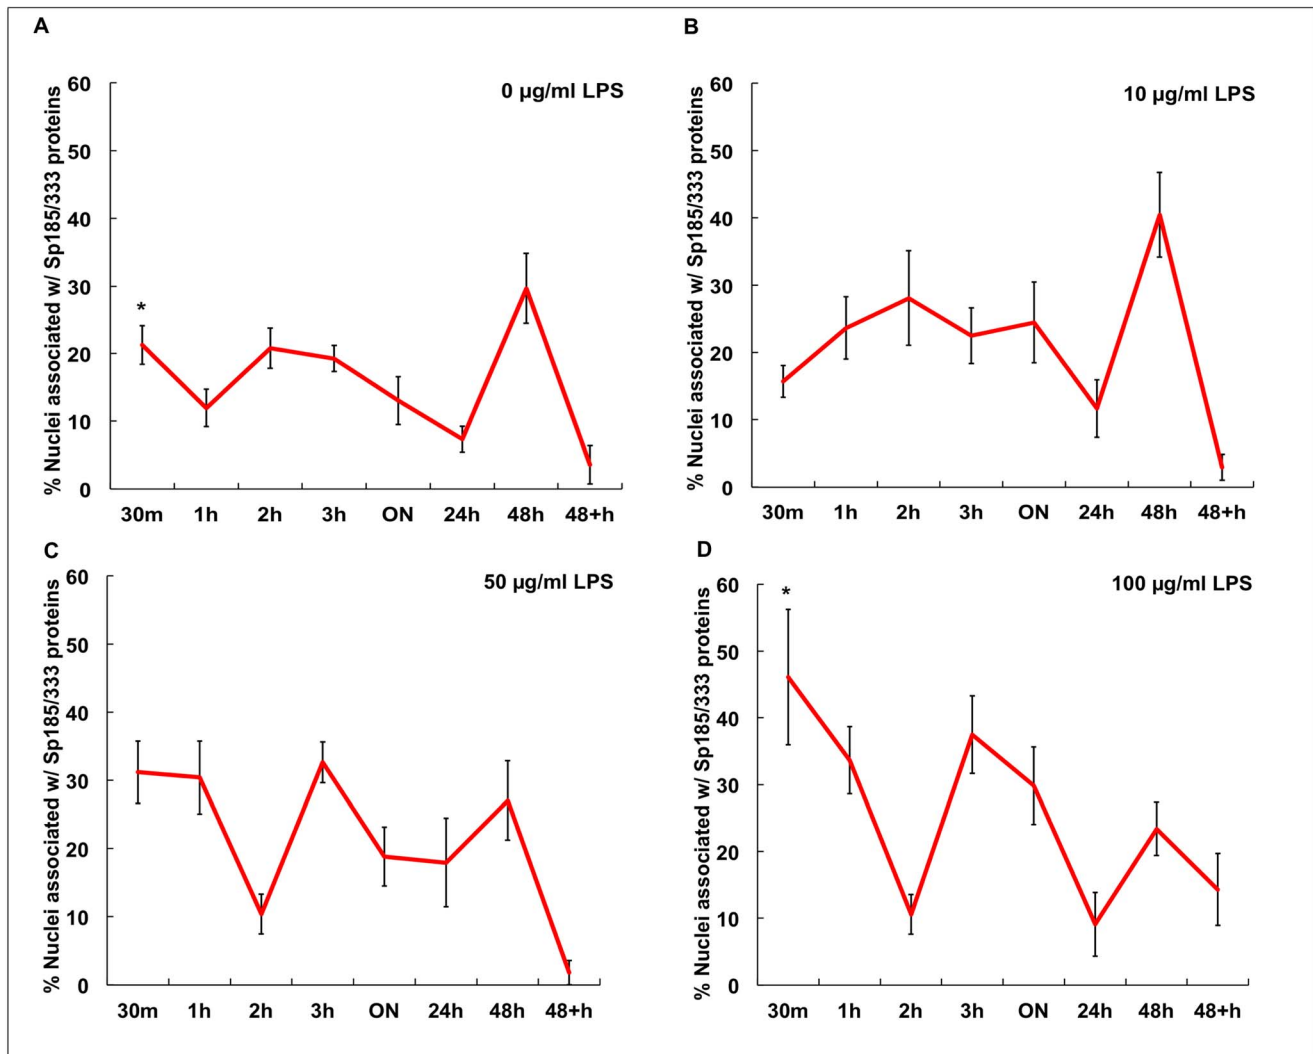 A
0 µg/ml LPS
% Nuclei associated w/ Sp185/333 proteins
60
50
40
30
20
10
0
*
30m 1h 2h 3h ON 24h 48h 48+h
B
10 µg/ml LPS
% Nuclei associated w/ Sp185/333 proteins
60
50
40
30
20
10
0
30m 1h 2h 3h ON 24h 48h 48+h
C
50 µg/ml LPS
% Nuclei associated w/ Sp185/333 proteins
60
50
40
30
20
10
0
30m 1h 2h 3h ON 24h 48h 48+h
D
100 µg/ml LPS
% Nuclei associated w/ Sp185/333 proteins
60
50
40
30
20
10
0
*
30m 1h 2h 3h ON 24h 48h 48+h